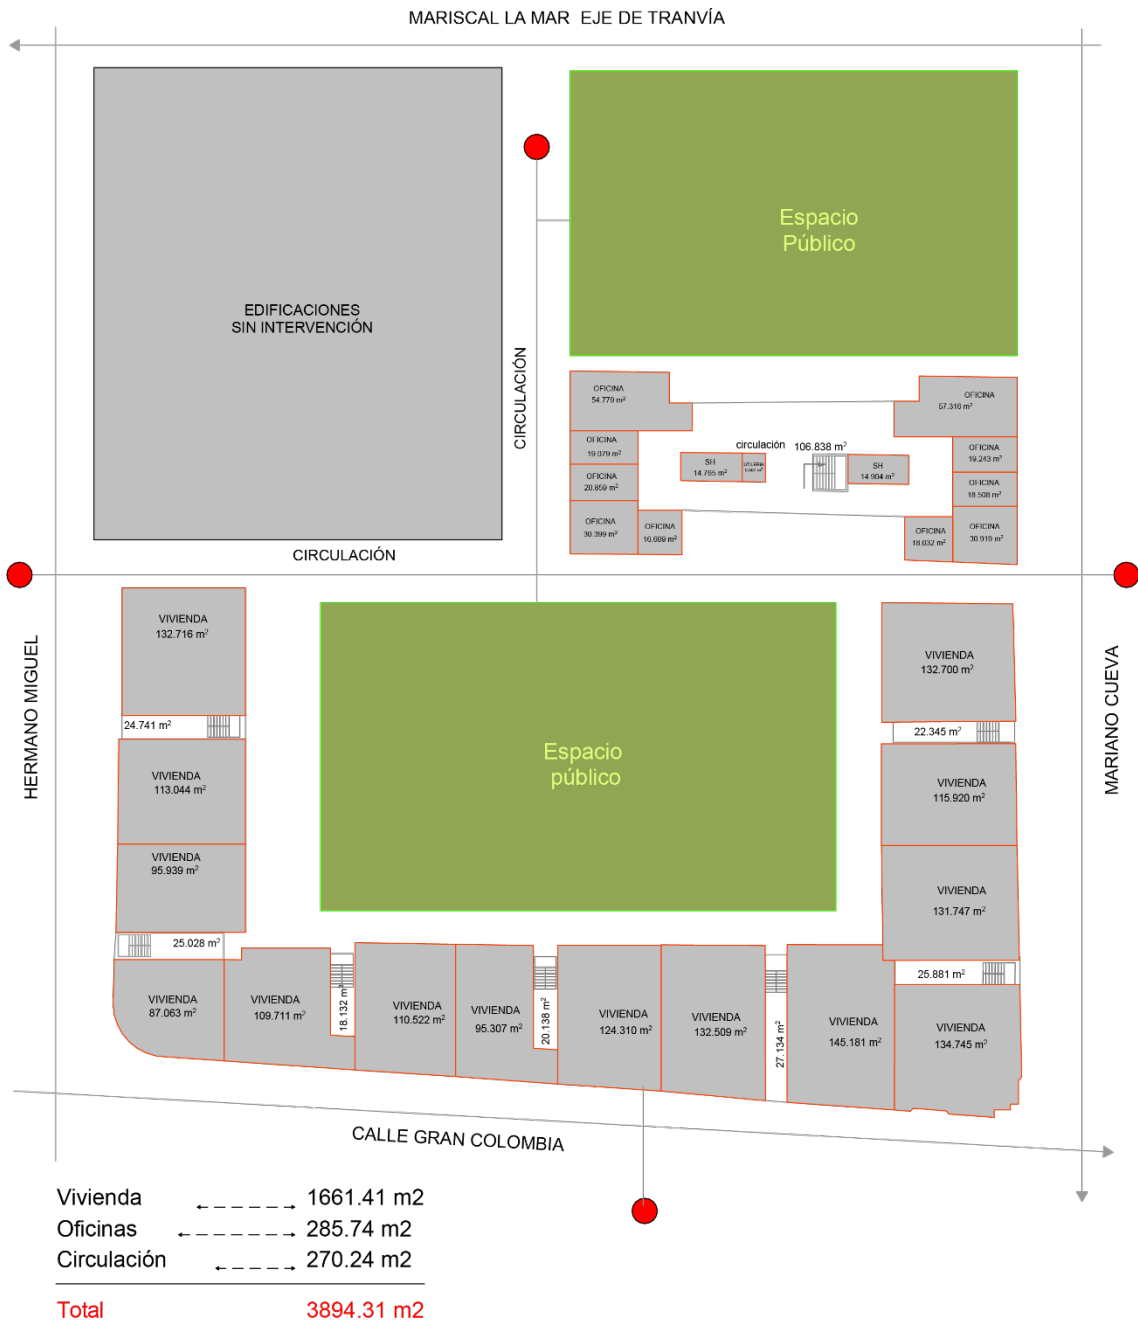 MARISCAL LA MAR EJE DE TRANVÍA
Espacio
Público
EDIFICACIONES
SIN INTERVENCIÓN
CIRCULACIÓN
OFICINA
54.779 m²
OFICINA
57.316 m²
circulación 106.838 m²
OFICINA
19.079 m²
OFICINA
19.243 m²
SH
14.765 m²
SH
14.904 m²
OFICINA
20.859 m²
OFICINA
18.508 m²
OFICINA
30.399 m²
OFICINA
16.609 m²
OFICINA
18.032 m²
OFICINA
30.919 m²
CIRCULACIÓN
HERMANO MIGUEL
MARIANO CUEVA
VIVIENDA
132.716 m²
VIVIENDA
132.700 m²
24.741 m²
22.345 m²
Espacio
público
VIVIENDA
113.044 m²
VIVIENDA
115.920 m²
VIVIENDA
95.939 m²
VIVIENDA
131.747 m²
25.028 m²
25.881 m²
VIVIENDA
87.063 m²
VIVIENDA
109.711 m²
18.132 m²
VIVIENDA
110.522 m²
VIVIENDA
95.307 m²
20.138 m²
VIVIENDA
124.310 m²
VIVIENDA
132.509 m²
27.134 m²
VIVIENDA
145.181 m²
VIVIENDA
134.745 m²
CALLE GRAN COLOMBIA
Vivienda 1661.41 m2
Oficinas 285.74 m2
Circulación 270.24 m2
Total 3894.31 m2